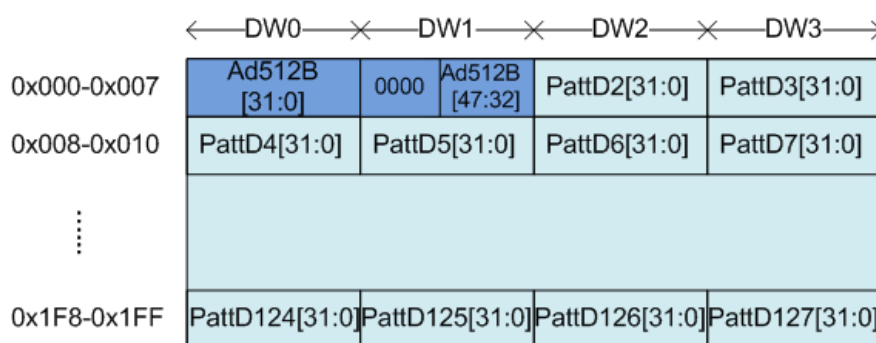 DW0 DW1 DW2 DW3
0x000-0x007 Ad512B [31:0] 0000 Ad512B [47:32] PattD2[31:0] PattD3[31:0]
0x008-0x010 PattD4[31:0] PattD5[31:0] PattD6[31:0] PattD7[31:0]
0x1F8-0x1FF PattD124[31:0] PattD125[31:0] PattD126[31:0] PattD127[31:0]